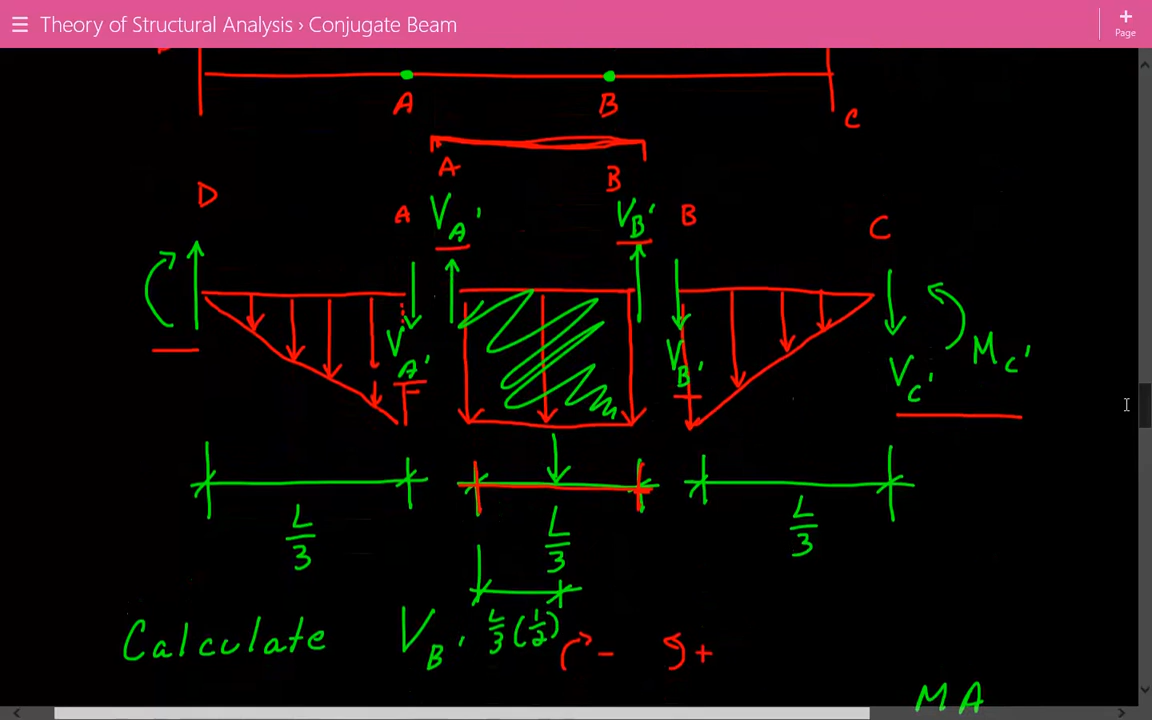 Theory of Structural Analysis › Conjugate Beam
+
Page
A B C
A B
D A V_A' V_B' B C
V_A' V_B' V_C' M_C'
L/3 L/3 L/3
Calculate V_B' L/3 (1/2) - +
MA